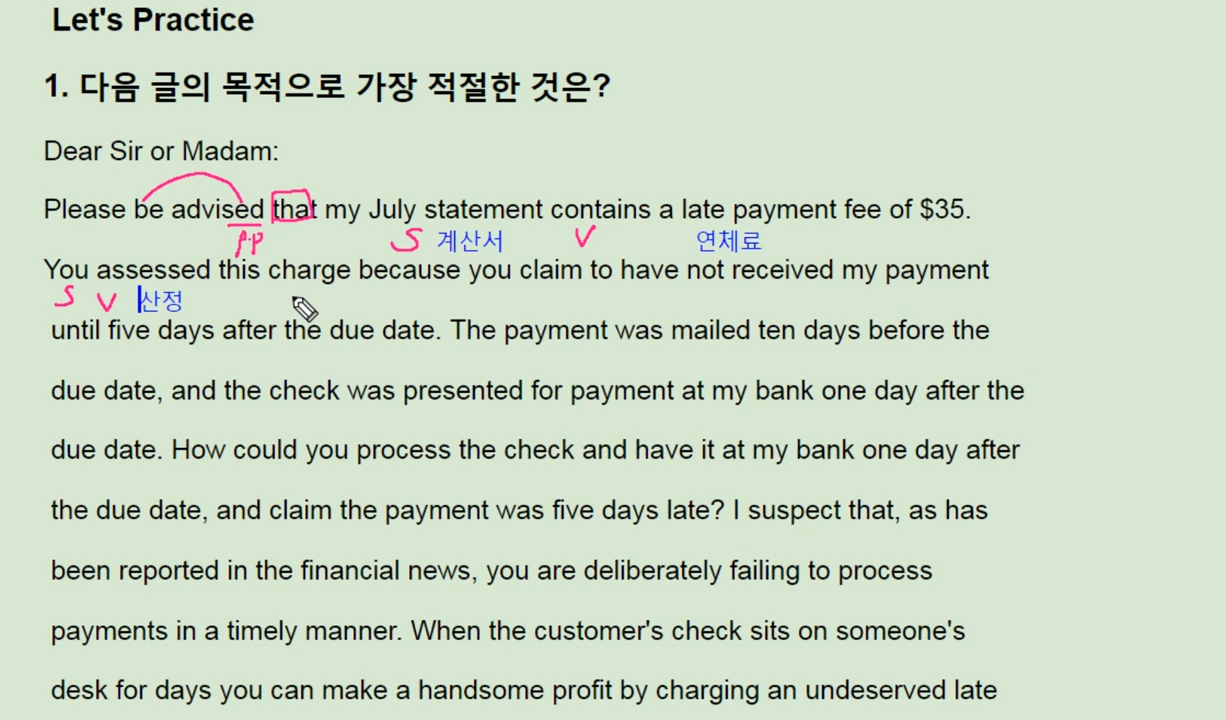 Let's Practice
1. 다음 글의 목적으로 가장 적절한 것은?
Dear Sir or Madam:
Please be advised that my July statement contains a late payment fee of $35.
p.p S 계산서 V 연체료
You assessed this charge because you claim to have not received my payment
S V 산정
until five days after the due date. The payment was mailed ten days before the
due date, and the check was presented for payment at my bank one day after the
due date. How could you process the check and have it at my bank one day after
the due date, and claim the payment was five days late? I suspect that, as has
been reported in the financial news, you are deliberately failing to process
payments in a timely manner. When the customer's check sits on someone's
desk for days you can make a handsome profit by charging an undeserved late